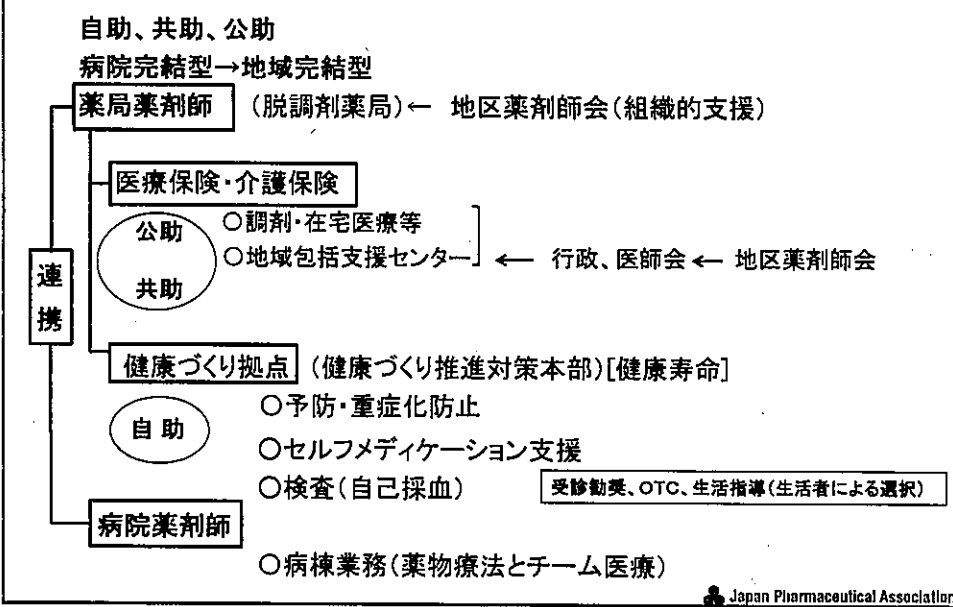 自助、共助、公助
病院完結型→地域完結型
薬局薬剤師 (脱調剤薬局)← 地区薬剤師会(組織的支援)
医療保険・介護保険
公助
共助
○調剤・在宅医療等
○地域包括支援センター ← 行政、医師会 ← 地区薬剤師会
連携
健康づくり拠点 (健康づくり推進対策本部)[健康寿命]
自助
○予防・重症化防止
○セルフメディケーション支援
○検査(自己採血) 受診勧奨、OTC、生活指導(生活者による選択)
病院薬剤師
○病棟業務(薬物療法とチーム医療)
Japan Pharmaceutical Association